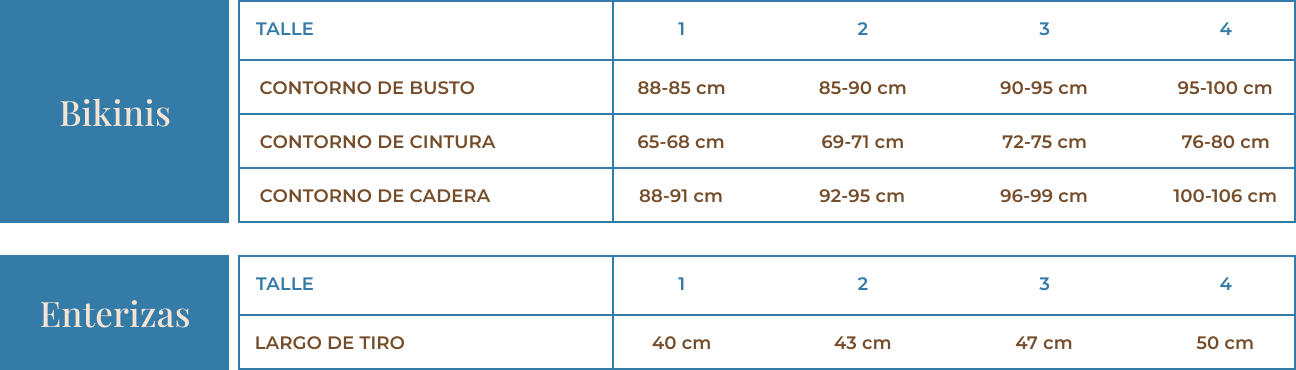 Bikinis
TALLE 1 2 3 4
CONTORNO DE BUSTO 88-85 cm 85-90 cm 90-95 cm 95-100 cm
CONTORNO DE CINTURA 65-68 cm 69-71 cm 72-75 cm 76-80 cm
CONTORNO DE CADERA 88-91 cm 92-95 cm 96-99 cm 100-106 cm
Enterizas
TALLE 1 2 3 4
LARGO DE TIRO 40 cm 43 cm 47 cm 50 cm